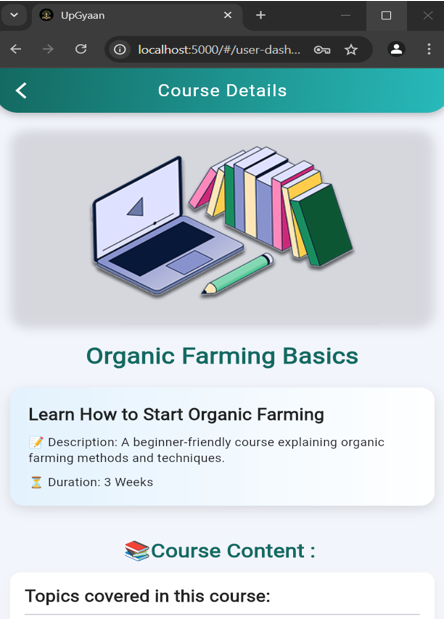 UpGyaan
localhost:5000/#/user-dash...
Course Details
Organic Farming Basics
Learn How to Start Organic Farming
📝 Description: A beginner-friendly course explaining organic
farming methods and techniques.
⏳ Duration: 3 Weeks
📚Course Content :
Topics covered in this course: